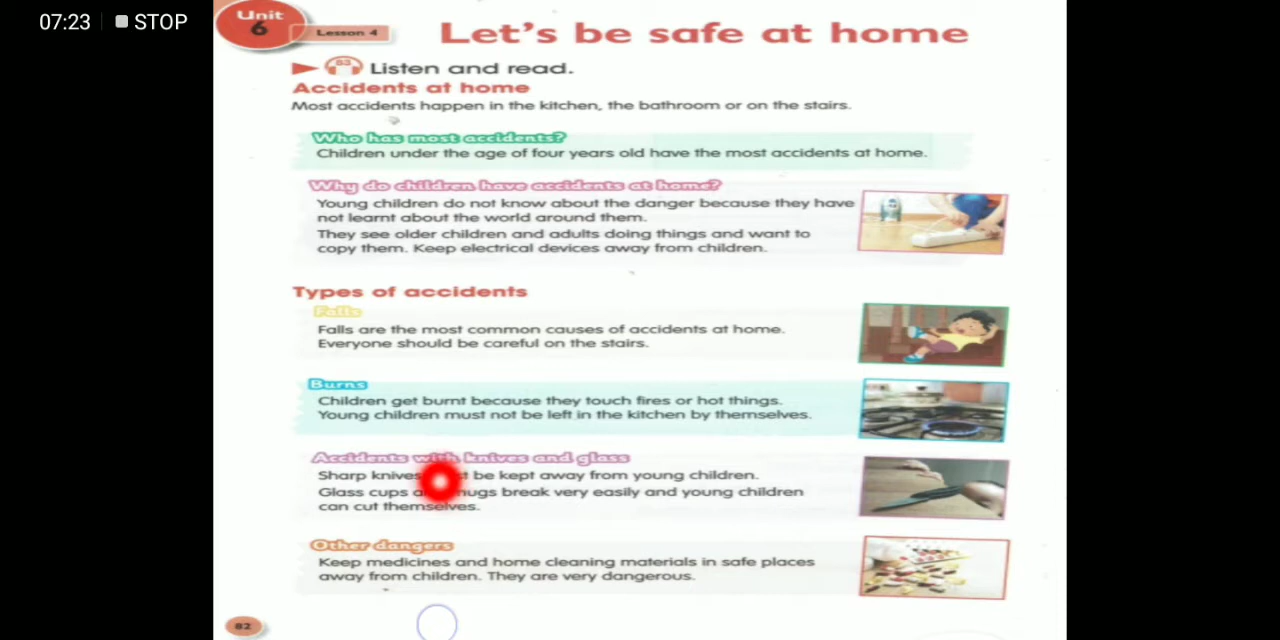 07:23 STOP
Unit
6
Lesson 4
Let's be safe at home
83
Listen and read.
Accidents at home
Most accidents happen in the kitchen, the bathroom or on the stairs.
Who has most accidents?
Children under the age of four years old have the most accidents at home.
Why do children have accidents at home?
Young children do not know about the danger because they have
not learnt about the world around them.
They see older children and adults doing things and want to
copy them. Keep electrical devices away from children.
Types of accidents
Falls
Falls are the most common causes of accidents at home.
Everyone should be careful on the stairs.
Burns
Children get burnt because they touch fires or hot things.
Young children must not be left in the kitchen by themselves.
Accidents with knives and glass
Sharp knives be kept away from young children.
Glass cups mugs break very easily and young children
can cut themselves.
Other dangers
Keep medicines and home cleaning materials in safe places
away from children. They are very dangerous.
82